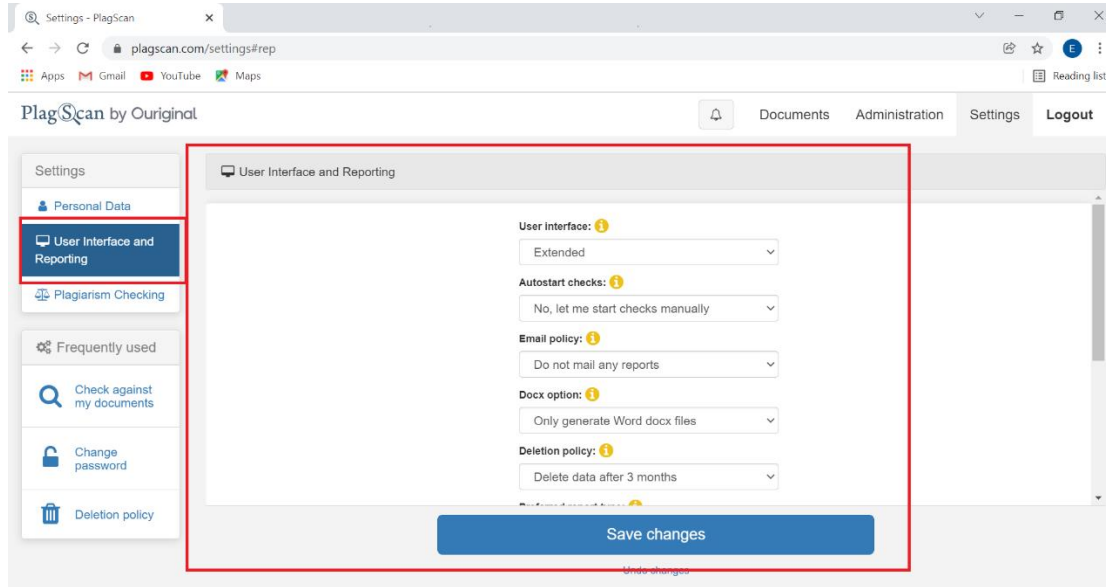 Settings - PlagScan
plagscan.com/settings#rep
Apps Gmail YouTube Maps Reading list
PlagScan by Ouriginal
Documents Administration Settings Logout
Settings
Personal Data
User Interface and
Reporting
Plagiarism Checking
Frequently used
Check against
my documents
Change
password
Deletion policy
User Interface and Reporting
User interface:
Extended
Autostart checks:
No, let me start checks manually
Email policy:
Do not mail any reports
Docx option:
Only generate Word docx files
Deletion policy:
Delete data after 3 months
Save changes
Undo changes